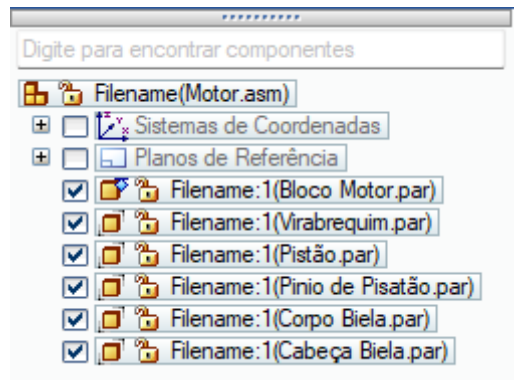 Digite para encontrar componentes
Filename(Motor.asm)
Sistemas de Coordenadas
Planos de Referência
Filename:1(Bloco Motor.par)
Filename:1(Virabrequim.par)
Filename:1(Pistão.par)
Filename:1(Pinio de Pisatão.par)
Filename:1(Corpo Biela.par)
Filename:1(Cabeça Biela.par)